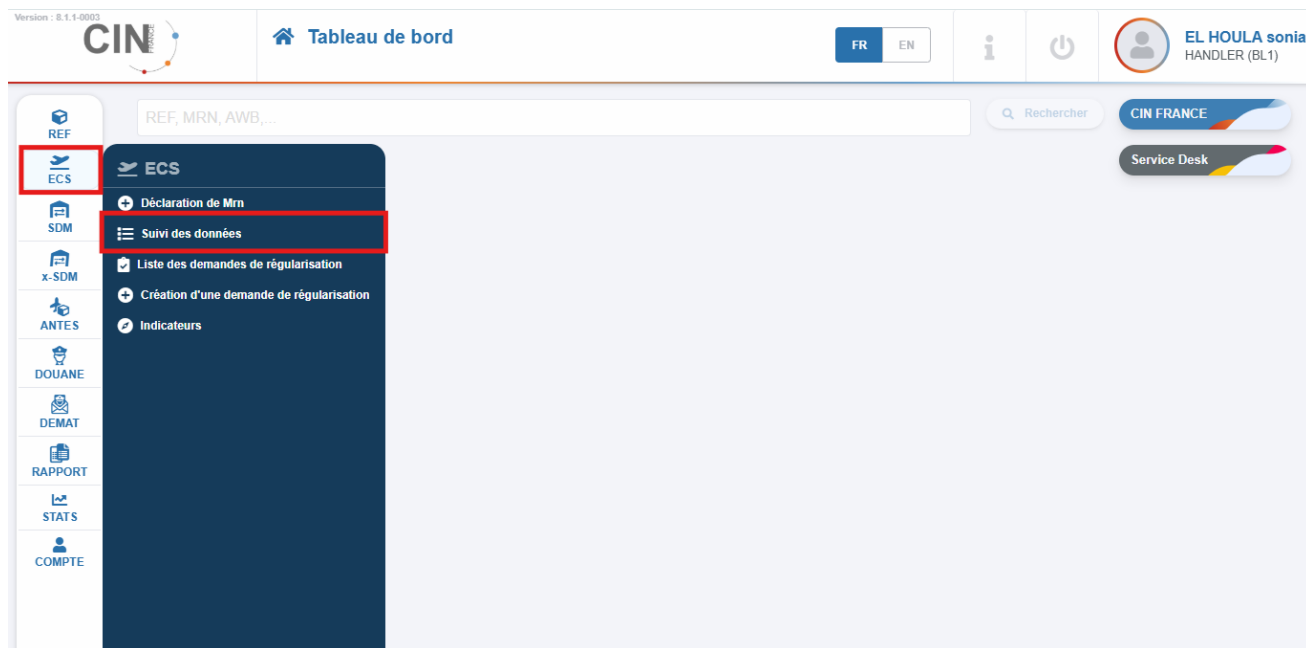 Version : 8.1.1-0003
CIN FRANCE
Tableau de bord
FR EN
EL HOULA sonia
HANDLER (BL1)
REF, MRN, AWB,...
Rechercher
CIN FRANCE
Service Desk
REF
ECS
SDM
x-SDM
ANTES
DOUANE
DEMAT
RAPPORT
STATS
COMPTE
ECS
Déclaration de Mrn
Suivi des données
Liste des demandes de régularisation
Création d'une demande de régularisation
Indicateurs